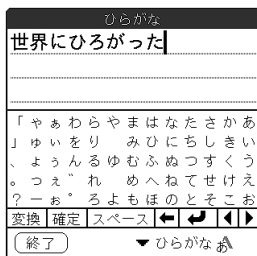 ひらがな
世界にひろがった
「 ゃ ぁ わ ら や ま は な た さ か あ
」 ゅ ぃ を り み ひ に ち し き い
、 ょ ぅ ん る ゆ む ふ ぬ つ す く う
。 っ ぇ ゛ れ め へ ね て せ け え
? ー ぉ ゜ ろ よ も ほ の と そ こ お
変換 確定 スペース
終了 ひらがな あ